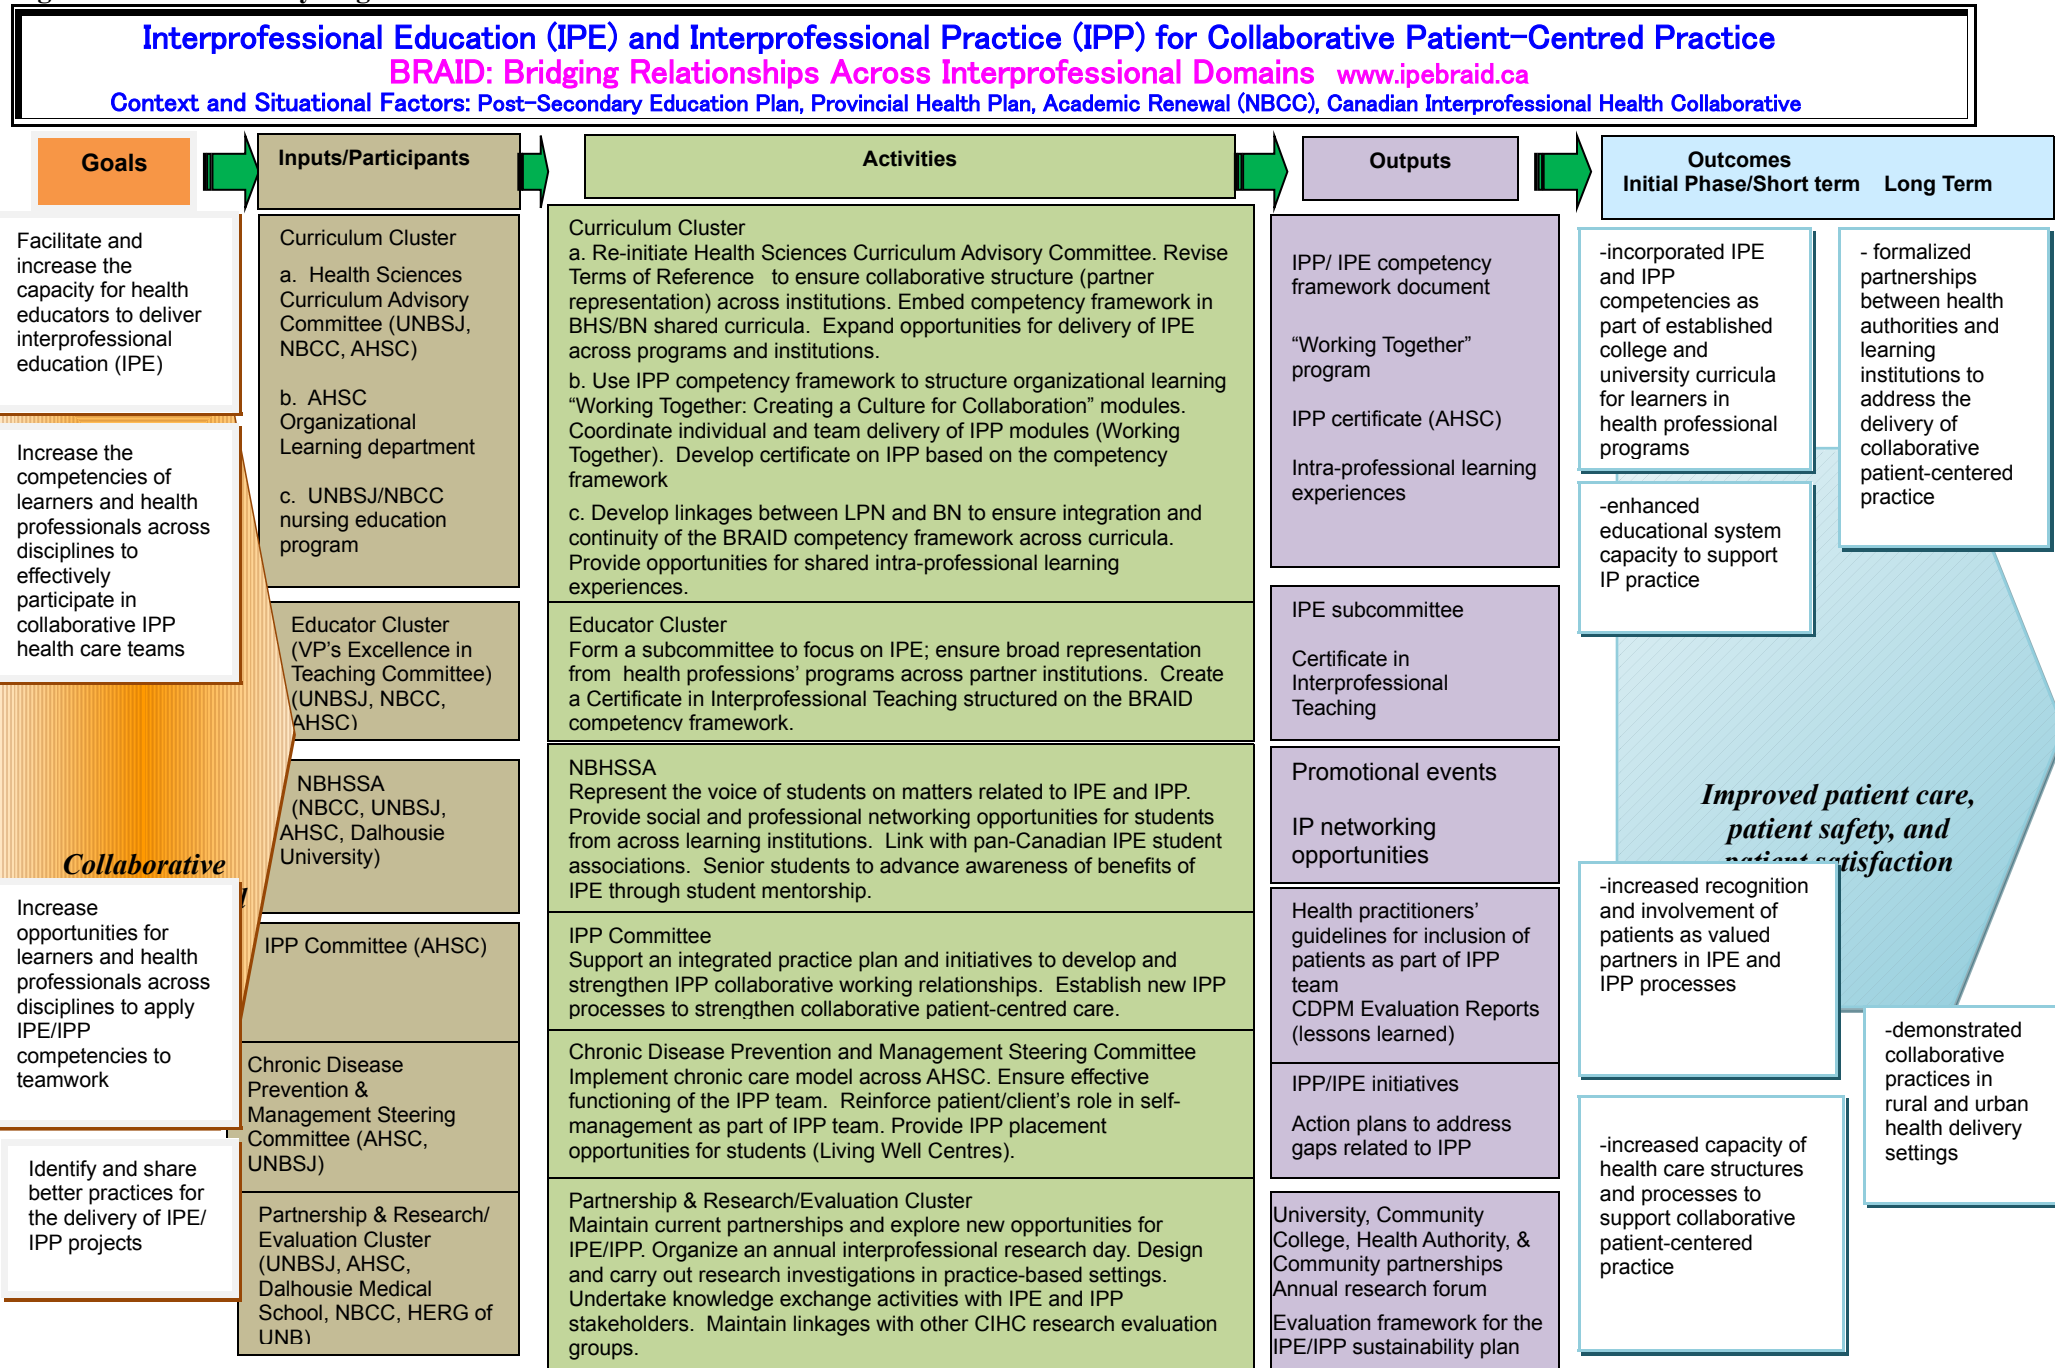 Interprofessional Education (IPE) and Interprofessional Practice (IPP) for Collaborative Patient-Centred Practice
BRAID: Bridging Relationships Across Interprofessional Domains www.ipebraid.ca
Context and Situational Factors: Post-Secondary Education Plan, Provincial Health Plan, Academic Renewal (NBCC), Canadian Interprofessional Health Collaborative
Goals
Inputs/Participants
Activities
Outputs
Outcomes
Initial Phase/Short term Long Term
Facilitate and
increase the
capacity for health
educators to deliver
interprofessional
education (IPE)
Increase the
competencies of
learners and health
professionals across
disciplines to
effectively
participate in
collaborative IPP
health care teams
Collaborative
Increase
opportunities for
learners and health
professionals across
disciplines to apply
IPE/IPP
competencies to
teamwork
Identify and share
better practices for
the delivery of IPE/
IPP projects
Curriculum Cluster
a. Health Sciences
Curriculum Advisory
Committee (UNBSJ,
NBCC, AHSC)
b. AHSC
Organizational
Learning department
c. UNBSJ/NBCC
nursing education
program
Educator Cluster
(VP's Excellence in
Teaching Committee)
(UNBSJ, NBCC,
AHSC)
NBHSSA
(NBCC, UNBSJ,
AHSC, Dalhousie
University)
IPP Committee (AHSC)
Chronic Disease
Prevention &
Management Steering
Committee (AHSC,
UNBSJ)
Partnership & Research/
Evaluation Cluster
(UNBSJ, AHSC,
Dalhousie Medical
School, NBCC, HERG of
UNB)
Curriculum Cluster
a. Re-initiate Health Sciences Curriculum Advisory Committee. Revise
Terms of Reference to ensure collaborative structure (partner
representation) across institutions. Embed competency framework in
BHS/BN shared curricula. Expand opportunities for delivery of IPE
across programs and institutions.
b. Use IPP competency framework to structure organizational learning
“Working Together: Creating a Culture for Collaboration” modules.
Coordinate individual and team delivery of IPP modules (Working
Together). Develop certificate on IPP based on the competency
framework
c. Develop linkages between LPN and BN to ensure integration and
continuity of the BRAID competency framework across curricula.
Provide opportunities for shared intra-professional learning
experiences.
Educator Cluster
Form a subcommittee to focus on IPE; ensure broad representation
from health professions’ programs across partner institutions. Create
a Certificate in Interprofessional Teaching structured on the BRAID
competency framework.
NBHSSA
Represent the voice of students on matters related to IPE and IPP.
Provide social and professional networking opportunities for students
from across learning institutions. Link with pan-Canadian IPE student
associations. Senior students to advance awareness of benefits of
IPE through student mentorship.
IPP Committee
Support an integrated practice plan and initiatives to develop and
strengthen IPP collaborative working relationships. Establish new IPP
processes to strengthen collaborative patient-centred care.
Chronic Disease Prevention and Management Steering Committee
Implement chronic care model across AHSC. Ensure effective
functioning of the IPP team. Reinforce patient/client’s role in self-
management as part of IPP team. Provide IPP placement
opportunities for students (Living Well Centres).
Partnership & Research/Evaluation Cluster
Maintain current partnerships and explore new opportunities for
IPE/IPP. Organize an annual interprofessional research day. Design
and carry out research investigations in practice-based settings.
Undertake knowledge exchange activities with IPE and IPP
stakeholders. Maintain linkages with other CIHC research evaluation
groups.
IPP/ IPE competency
framework document
“Working Together”
program
IPP certificate (AHSC)
Intra-professional learning
experiences
IPE subcommittee
Certificate in
Interprofessional
Teaching
Promotional events
IP networking
opportunities
Health practitioners’
guidelines for inclusion of
patients as part of IPP
team
CDPM Evaluation Reports
(lessons learned)
IPP/IPE initiatives
Action plans to address
gaps related to IPP
University, Community
College, Health Authority, &
Community partnerships
Annual research forum
Evaluation framework for the
IPE/IPP sustainability plan
-incorporated IPE
and IPP
competencies as
part of established
college and
university curricula
for learners in
health professional
programs
-enhanced
educational system
capacity to support
IP practice
- formalized
partnerships
between health
authorities and
learning
institutions to
address the
delivery of
collaborative
patient-centered
practice
Improved patient care,
patient safety, and
patient satisfaction
-increased recognition
and involvement of
patients as valued
partners in IPE and
IPP processes
-demonstrated
collaborative
practices in
rural and urban
health delivery
settings
-increased capacity of
health care structures
and processes to
support collaborative
patient-centered
practice